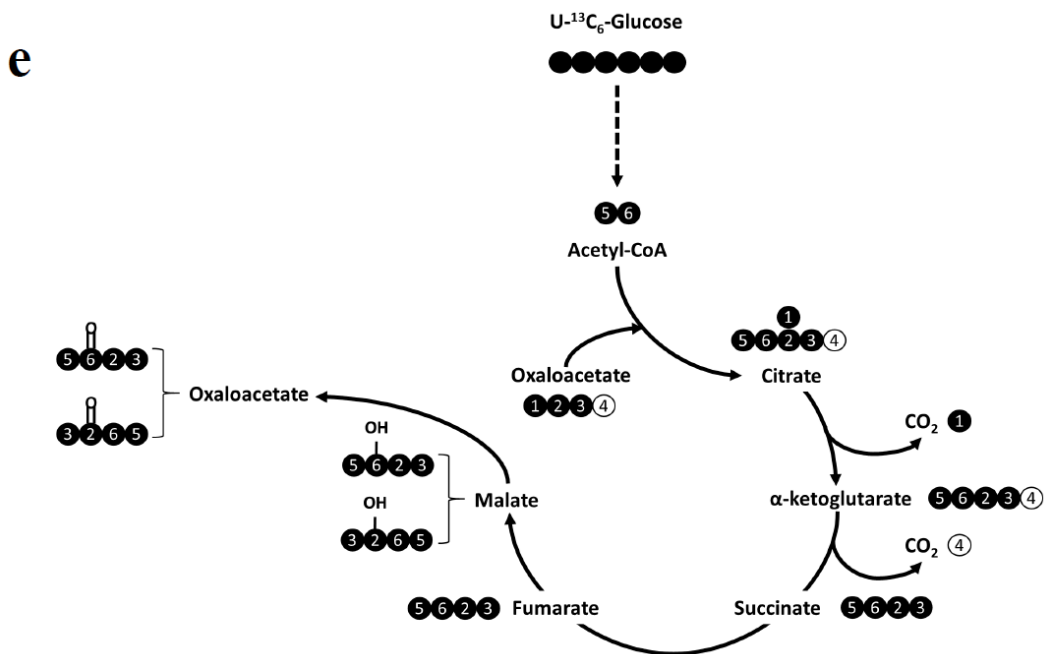 e
U-¹³C₆-Glucose
5 6
Acetyl-CoA
1
5 6 2 3 4
Citrate
Oxaloacetate
1 2 3 4
CO₂ 1
α-ketoglutarate 5 6 2 3 4
CO₂ 4
Succinate 5 6 2 3
5 6 2 3 Fumarate
OH
5 6 2 3
Malate
OH
3 2 6 5
O
5 6 2 3
Oxaloacetate
O
3 2 6 5